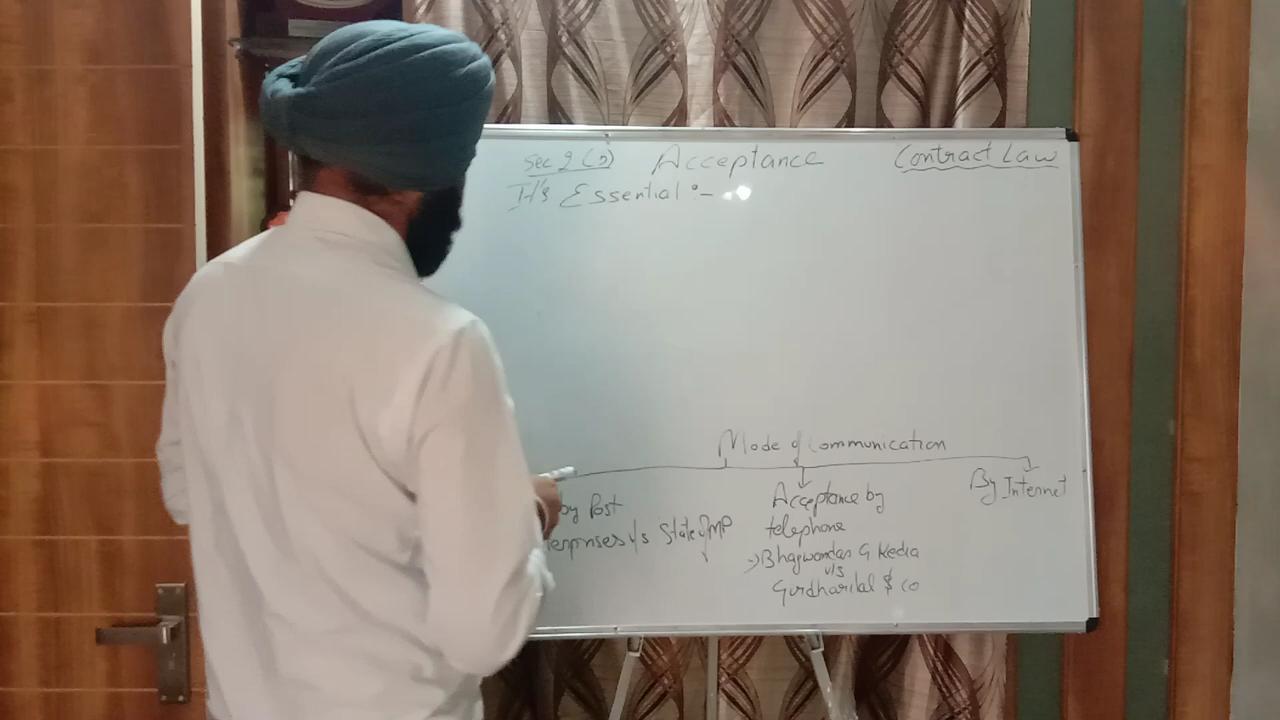 Sec 2(b) Acceptance Contract Law
It's Essential :-
Mode of Communication
by Post
Acceptance by
telephone
By Internet
enprises v/s State of MP
→ Bhagwandas G Kedia
v/s
Girdharilal $ co